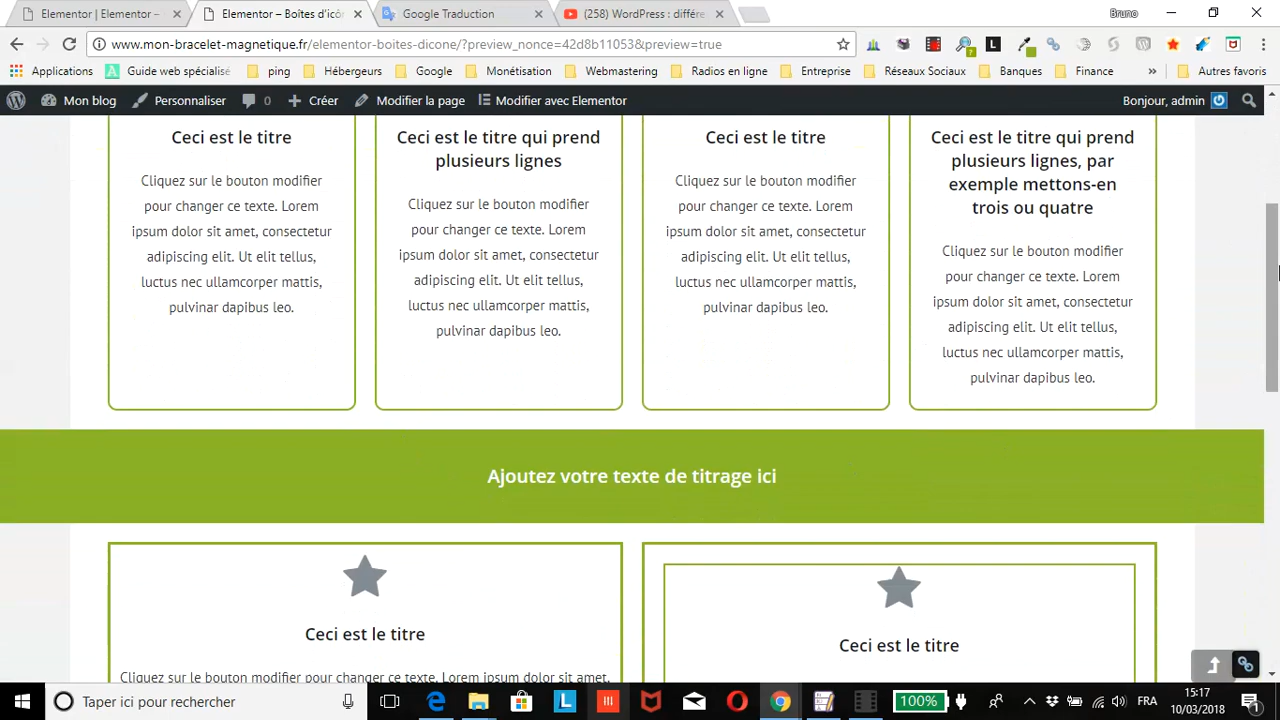 Elementor | Elementor –
Elementor – Boîtes d'icôn
Google Traduction
(258) WordPress : différe
Bruno
www.mon-bracelet-magnetique.fr/elementor-boites-dicone/?preview_nonce=42d8b11053&preview=true
Applications
Guide web spécialisé
ping
Hébergeurs
Google
Monétisation
Webmastering
Radios en ligne
Entreprise
Réseaux Sociaux
Banques
Finance
»
Autres favoris
Mon blog
Personnaliser
0
Créer
Modifier la page
Modifier avec Elementor
Bonjour, admin
Ceci est le titre
Cliquez sur le bouton modifier
pour changer ce texte. Lorem
ipsum dolor sit amet, consectetur
adipiscing elit. Ut elit tellus,
luctus nec ullamcorper mattis,
pulvinar dapibus leo.
Ceci est le titre qui prend
plusieurs lignes
Cliquez sur le bouton modifier
pour changer ce texte. Lorem
ipsum dolor sit amet, consectetur
adipiscing elit. Ut elit tellus,
luctus nec ullamcorper mattis,
pulvinar dapibus leo.
Ceci est le titre
Cliquez sur le bouton modifier
pour changer ce texte. Lorem
ipsum dolor sit amet, consectetur
adipiscing elit. Ut elit tellus,
luctus nec ullamcorper mattis,
pulvinar dapibus leo.
Ceci est le titre qui prend
plusieurs lignes, par
exemple mettons-en
trois ou quatre
Cliquez sur le bouton modifier
pour changer ce texte. Lorem
ipsum dolor sit amet, consectetur
adipiscing elit. Ut elit tellus,
luctus nec ullamcorper mattis,
pulvinar dapibus leo.
Ajoutez votre texte de titrage ici
Ceci est le titre
Cliquez sur le bouton modifier pour changer ce texte. Lorem ipsum dolor sit amet,
Ceci est le titre
Taper ici pour rechercher
100%
FRA
15:17
10/03/2018